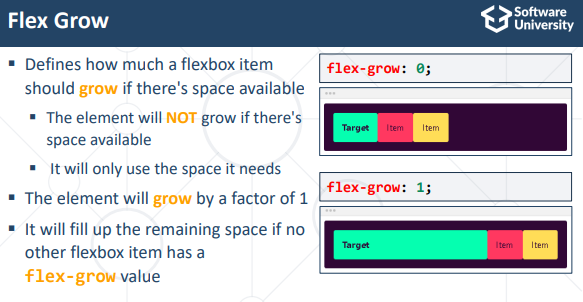 Flex Grow
Software
University
▪ Defines how much a flexbox item
should grow if there's space available
▪ The element will NOT grow if there's
space available
▪ It will only use the space it needs
▪ The element will grow by a factor of 1
▪ It will fill up the remaining space if no
other flexbox item has a
flex-grow value
flex-grow: 0;
Target Item Item
flex-grow: 1;
Target Item Item